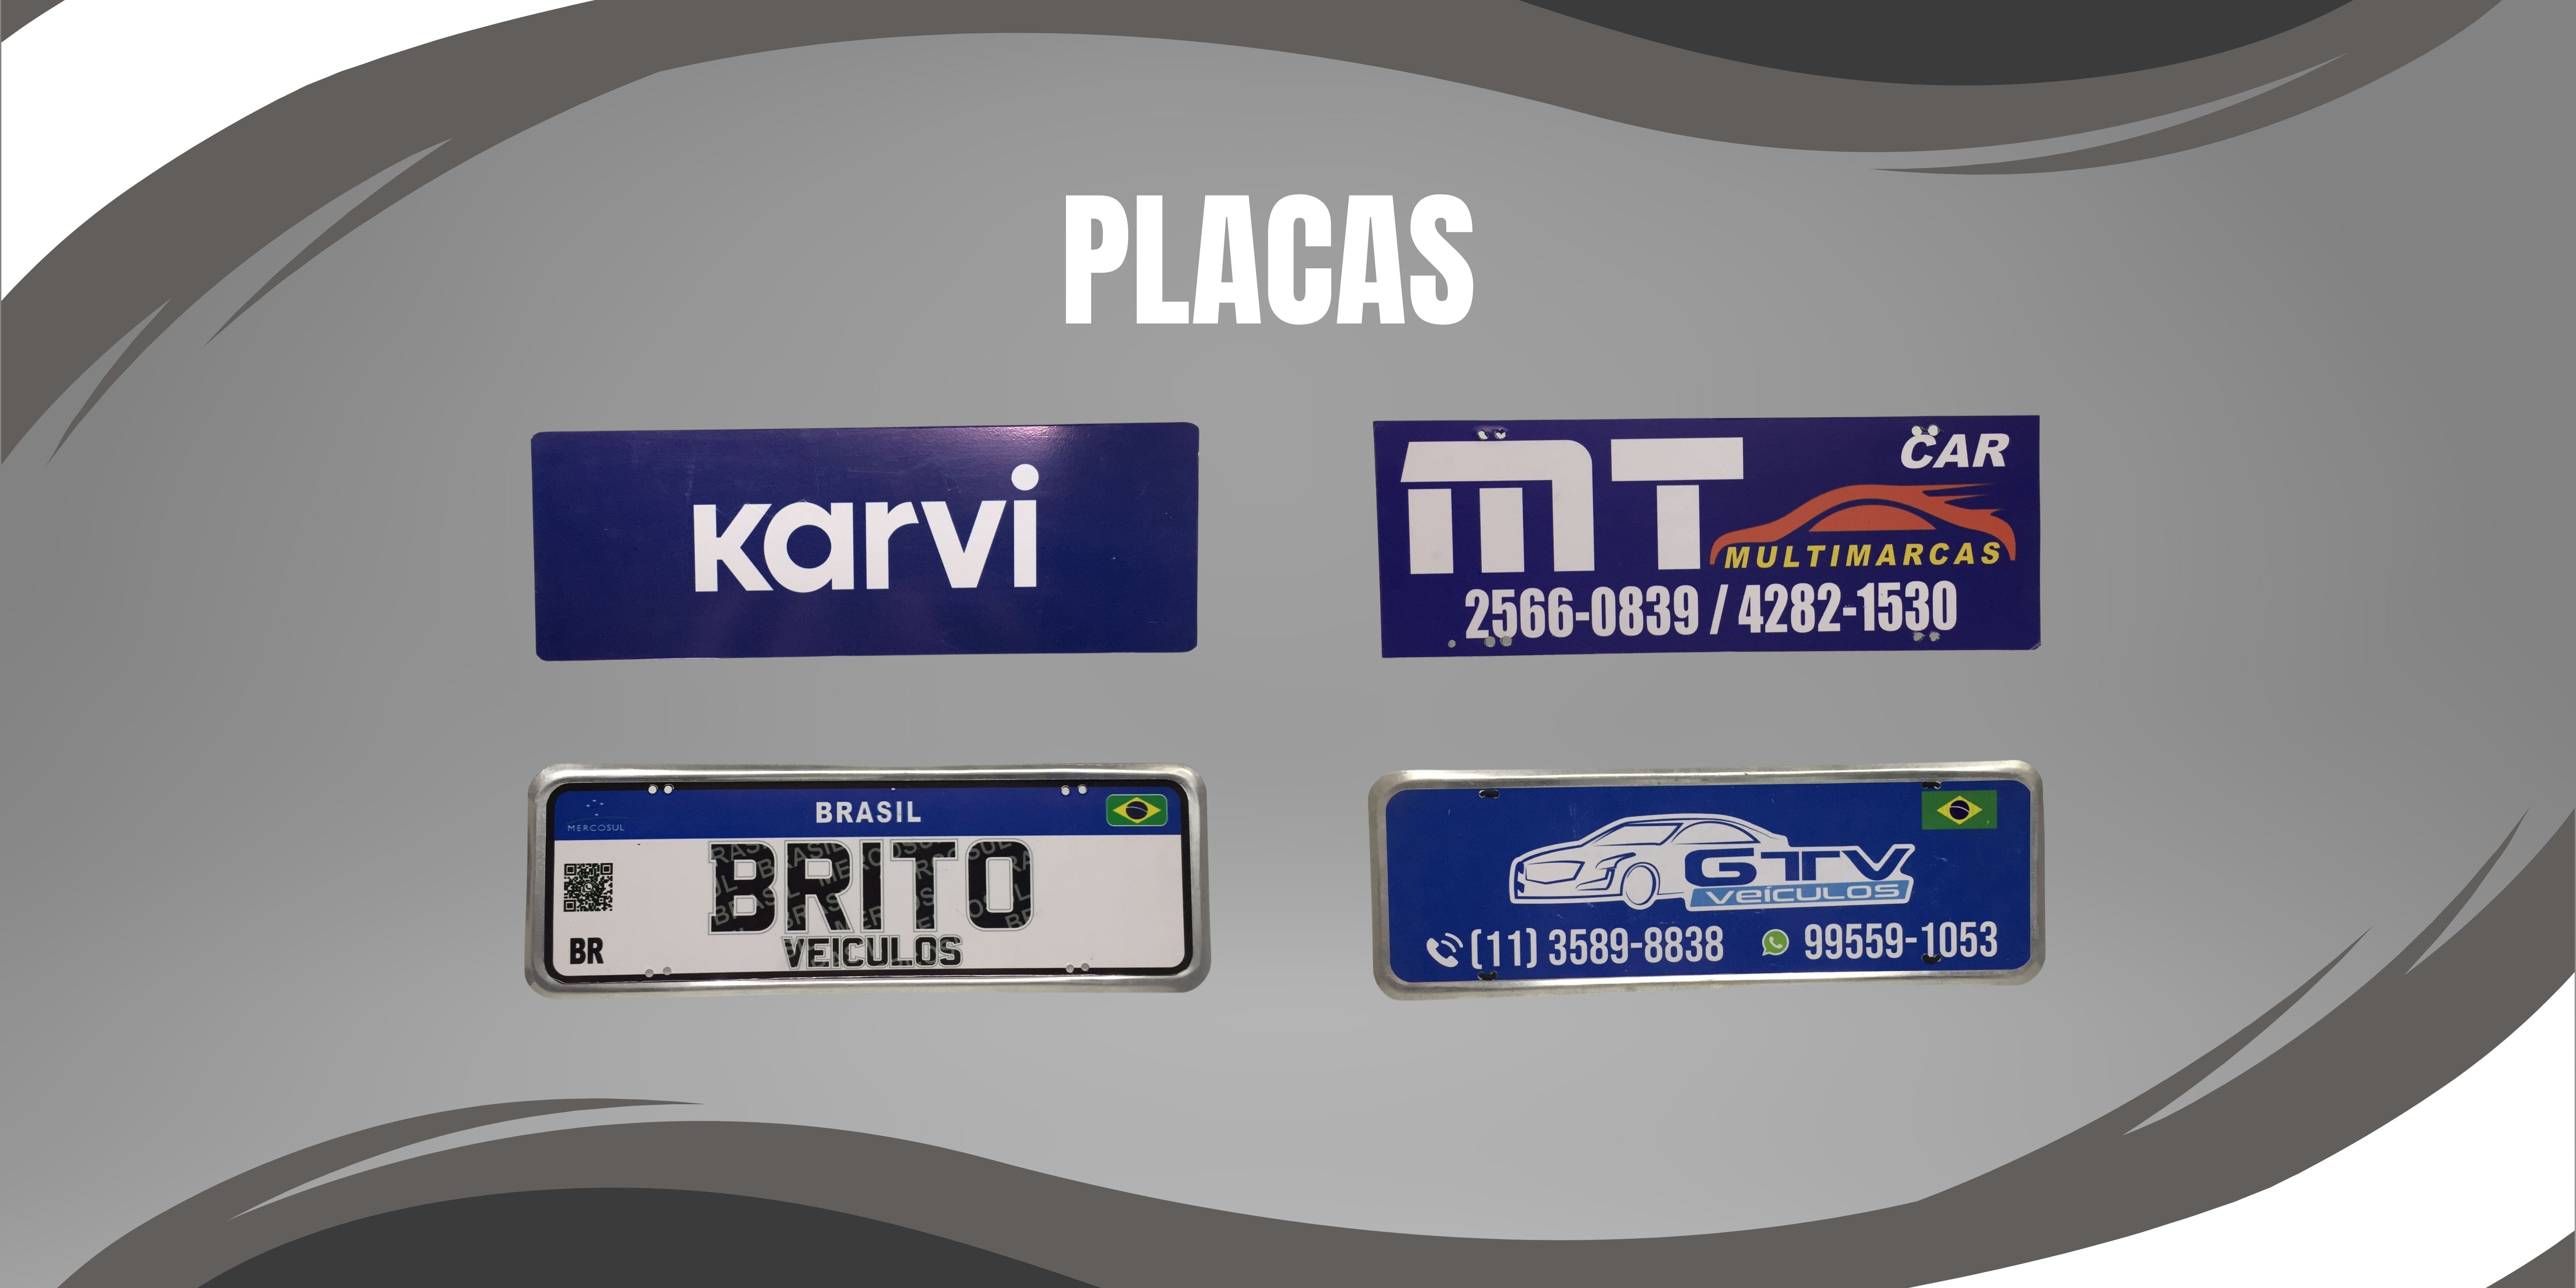 PLACAS
karvi
MT CAR
MULTIMARCAS
2566-0839 / 4282-1530
MERCOSUL
BRASIL
BRITO
BR
VEICULOS
GTV
veículos
(11) 3589-8838 99559-1053